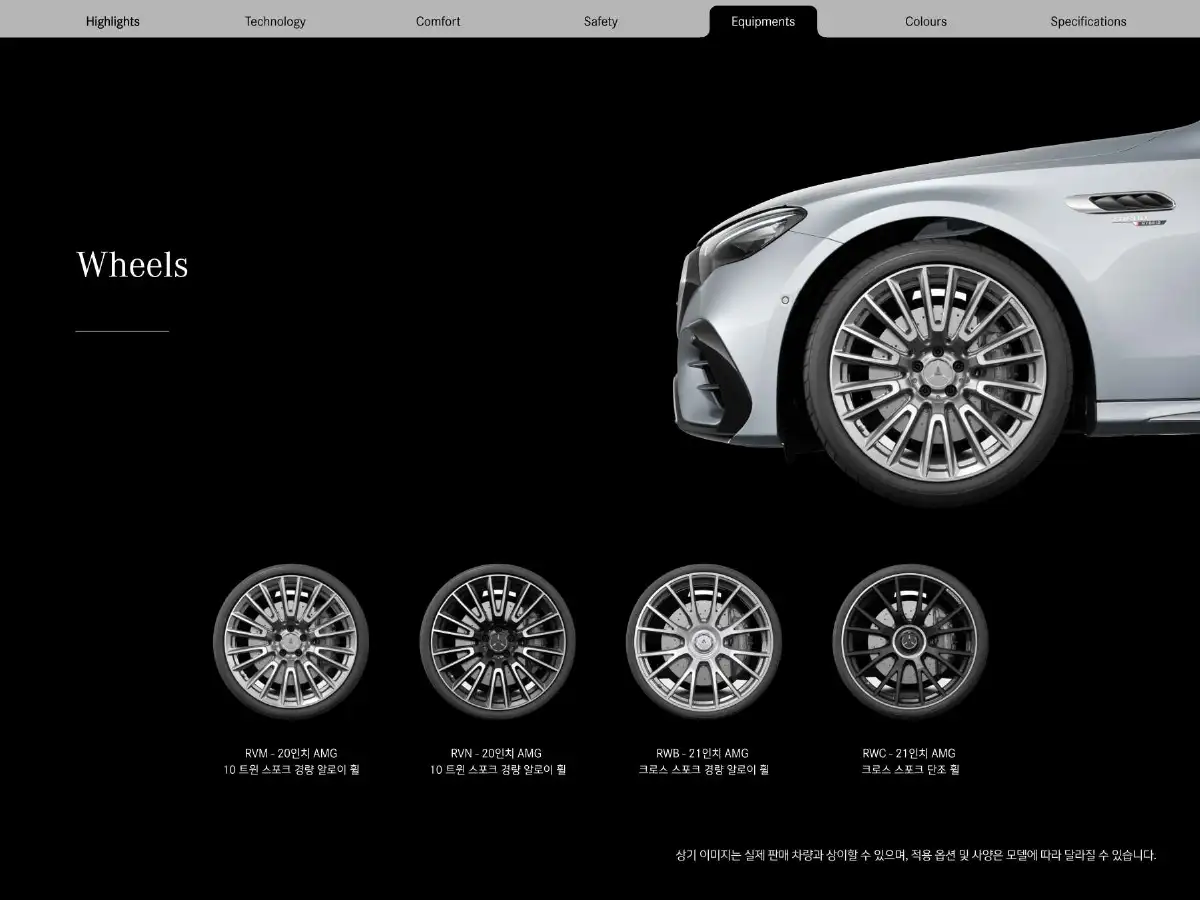 Highlights
Technology
Comfort
Safety
Equipments
Colours
Specifications
Wheels
RVM - 20인치 AMG
10 트윈 스포크 경량 알로이 휠
RVN - 20인치 AMG
10 트윈 스포크 경량 알로이 휠
RWB - 21인치 AMG
크로스 스포크 경량 알로이 휠
RWC - 21인치 AMG
크로스 스포크 단조 휠
상기 이미지는 실제 판매 차량과 상이할 수 있으며, 적용 옵션 및 사양은 모델에 따라 달라질 수 있습니다.